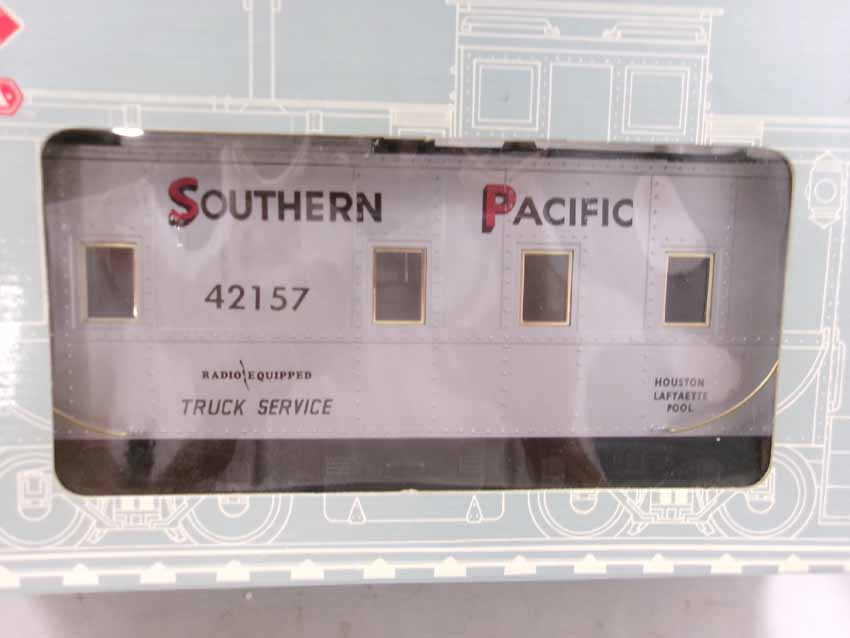 SOUTHERN PACIFIC
42157
RADIO EQUIPPED
TRUCK SERVICE
HOUSTON
LAFTAETTE
POOL